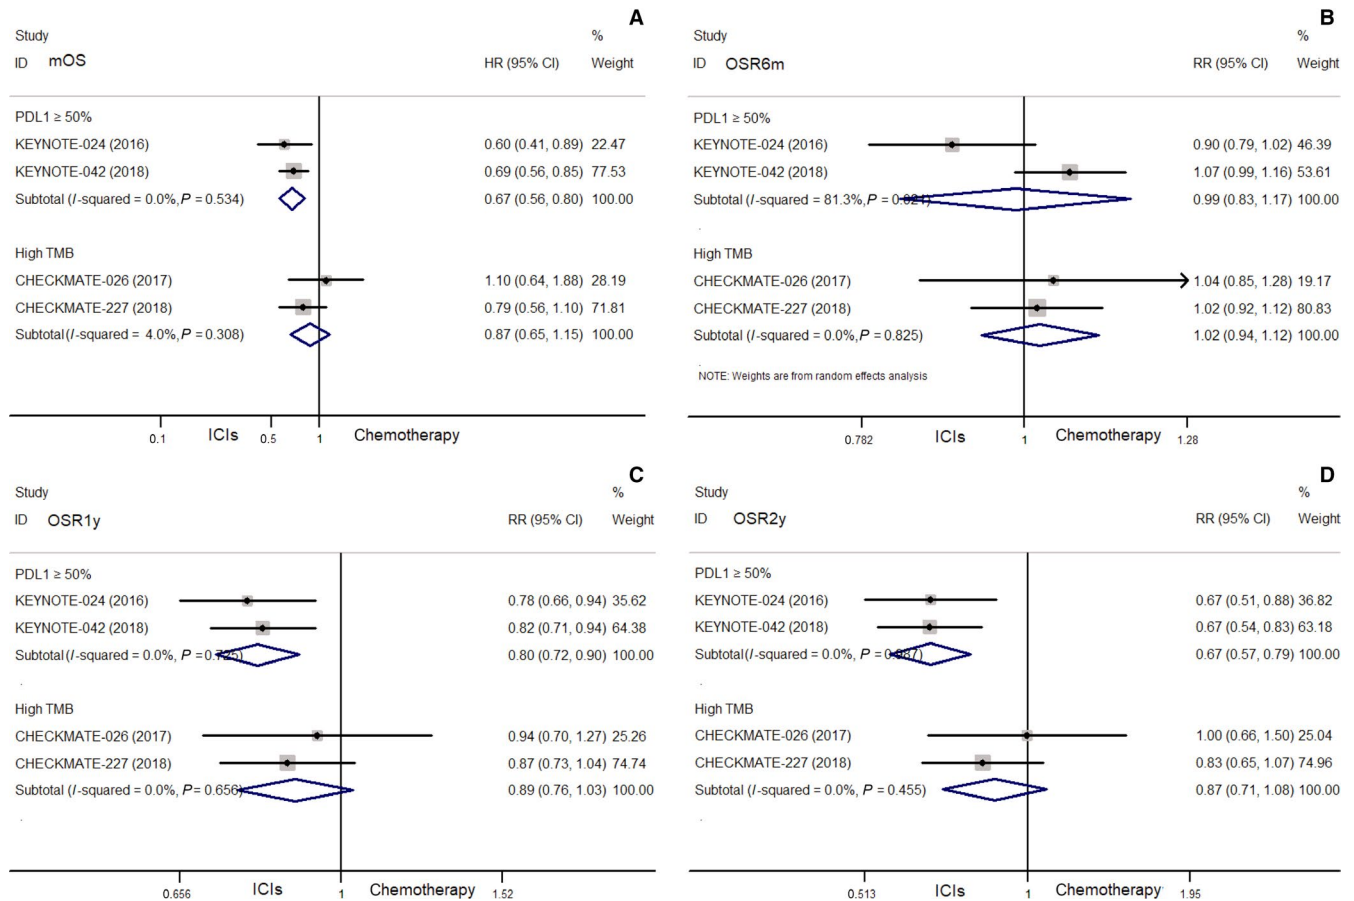 A
Study %
ID mOS HR (95% CI) Weight
PDL1 ≥ 50%
KEYNOTE-024 (2016) 0.60 (0.41, 0.89) 22.47
KEYNOTE-042 (2018) 0.69 (0.56, 0.85) 77.53
Subtotal (I-squared = 0.0%, P = 0.534) 0.67 (0.56, 0.80) 100.00
High TMB
CHECKMATE-026 (2017) 1.10 (0.64, 1.88) 28.19
CHECKMATE-227 (2018) 0.79 (0.56, 1.10) 71.81
Subtotal (I-squared = 4.0%, P = 0.308) 0.87 (0.65, 1.15) 100.00
0.1 ICIs 0.5 1 Chemotherapy
B
Study %
ID OSR6m RR (95% CI) Weight
PDL1 ≥ 50%
KEYNOTE-024 (2016) 0.90 (0.79, 1.02) 46.39
KEYNOTE-042 (2018) 1.07 (0.99, 1.16) 53.61
Subtotal (I-squared = 81.3%, P = 0.99 (0.83, 1.17) 100.00
.
High TMB
CHECKMATE-026 (2017) 1.04 (0.85, 1.28) 19.17
CHECKMATE-227 (2018) 1.02 (0.92, 1.12) 80.83
Subtotal (I-squared = 0.0%, P = 0.825) 1.02 (0.94, 1.12) 100.00
.
NOTE: Weights are from random effects analysis
0.782 ICIs 1 Chemotherapy 1.28
C
Study %
ID OSR1y RR (95% CI) Weight
PDL1 ≥ 50%
KEYNOTE-024 (2016) 0.78 (0.66, 0.94) 35.62
KEYNOTE-042 (2018) 0.82 (0.71, 0.94) 64.38
Subtotal (I-squared = 0.0%, P = 0.725) 0.80 (0.72, 0.90) 100.00
.
High TMB
CHECKMATE-026 (2017) 0.94 (0.70, 1.27) 25.26
CHECKMATE-227 (2018) 0.87 (0.73, 1.04) 74.74
Subtotal (I-squared = 0.0%, P = 0.656) 0.89 (0.76, 1.03) 100.00
.
0.656 ICIs 1 Chemotherapy 1.52
D
Study %
ID OSR2y RR (95% CI) Weight
PDL1 ≥ 50%
KEYNOTE-024 (2016) 0.67 (0.51, 0.88) 36.82
KEYNOTE-042 (2018) 0.67 (0.54, 0.83) 63.18
Subtotal (I-squared = 0.0%, P = 0.67 (0.57, 0.79) 100.00
.
High TMB
CHECKMATE-026 (2017) 1.00 (0.66, 1.50) 25.04
CHECKMATE-227 (2018) 0.83 (0.65, 1.07) 74.96
Subtotal (I-squared = 0.0%, P = 0.455) 0.87 (0.71, 1.08) 100.00
.
0.513 ICIs 1 Chemotherapy 1.95